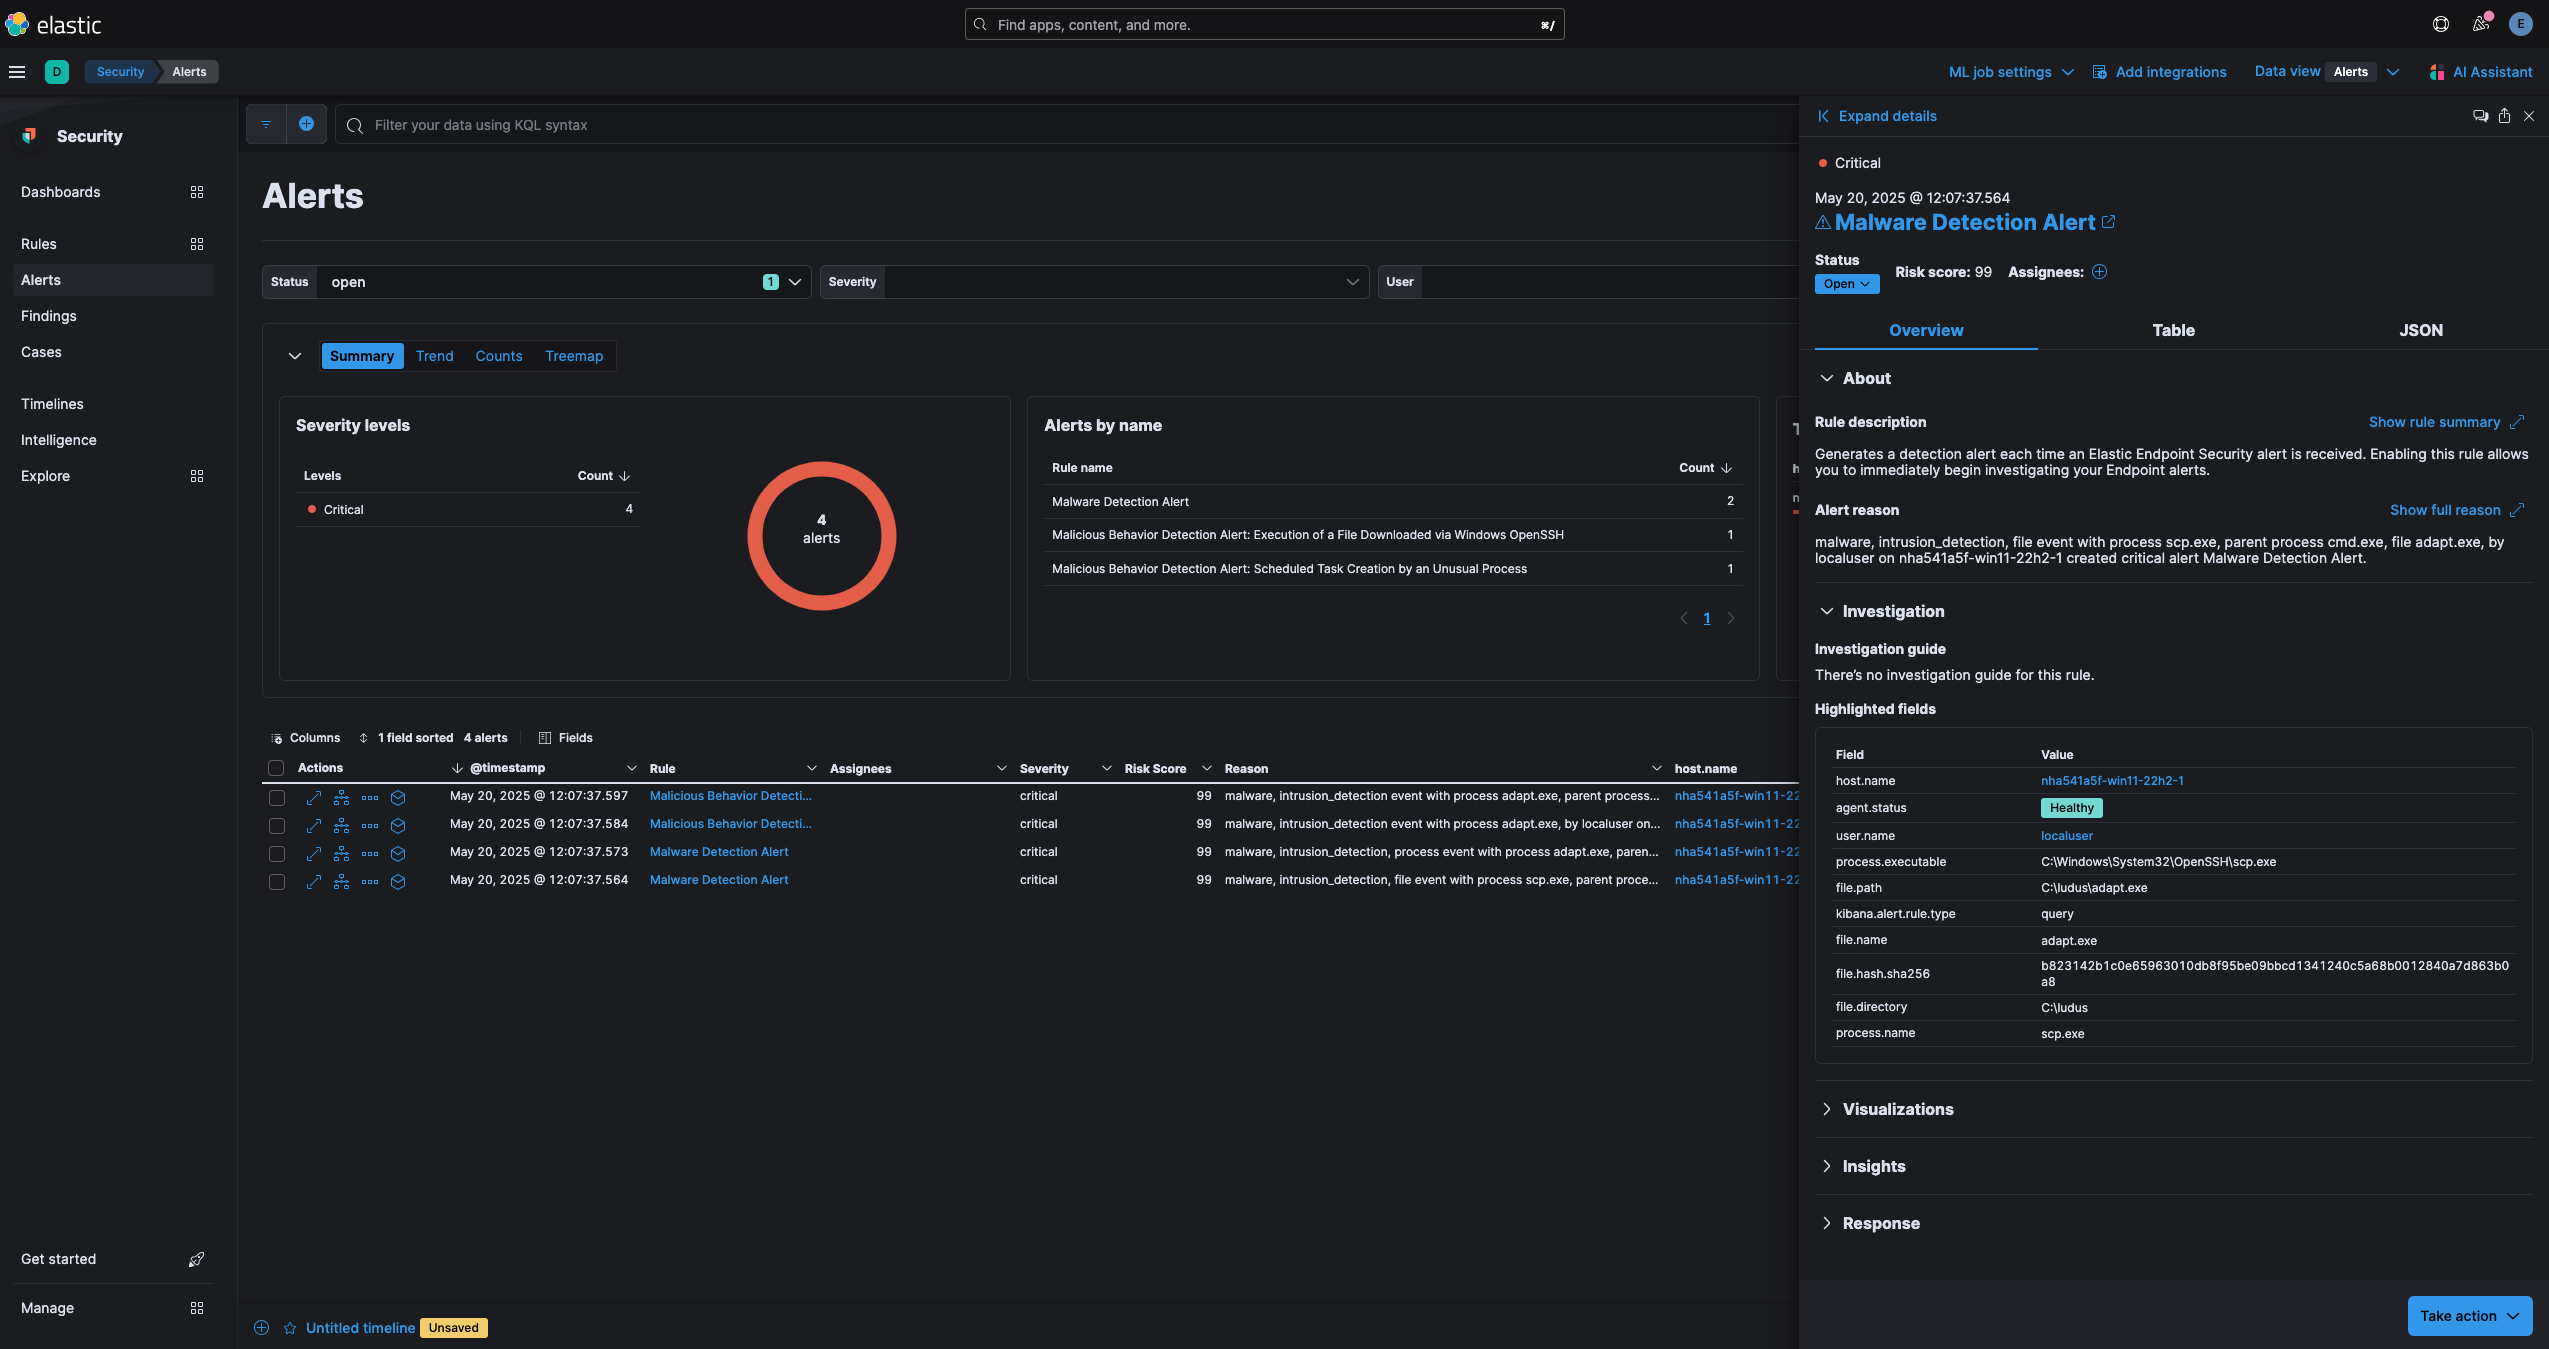 elastic
Find apps, content, and more.
⌘/
E
D
Security
Alerts
ML job settings
Add integrations
Data view
Alerts
AI Assistant
Security
Dashboards
Rules
Alerts
Findings
Cases
Timelines
Intelligence
Explore
Get started
Manage
Filter your data using KQL syntax
Alerts
Status
open
1
Severity
User
Summary
Trend
Counts
Treemap
Severity levels
Levels
Count
Critical
4
4
alerts
Alerts by name
Rule name
Count
Malware Detection Alert
2
Malicious Behavior Detection Alert: Execution of a File Downloaded via Windows OpenSSH
1
Malicious Behavior Detection Alert: Scheduled Task Creation by an Unusual Process
1
1
Columns
1 field sorted
4 alerts
Fields
Actions
@timestamp
Rule
Assignees
Severity
Risk Score
Reason
host.name
May 20, 2025 @ 12:07:37.597
Malicious Behavior Detecti...
critical
99
malware, intrusion_detection event with process adapt.exe, parent process...
nha541a5f-win11-22
May 20, 2025 @ 12:07:37.584
Malicious Behavior Detecti...
critical
99
malware, intrusion_detection event with process adapt.exe, by localuser on...
nha541a5f-win11-22
May 20, 2025 @ 12:07:37.573
Malware Detection Alert
critical
99
malware, intrusion_detection, process event with process adapt.exe, paren...
nha541a5f-win11-22
May 20, 2025 @ 12:07:37.564
Malware Detection Alert
critical
99
malware, intrusion_detection, file event with process scp.exe, parent proce...
nha541a5f-win11-22
Untitled timeline
Unsaved
Expand details
Critical
May 20, 2025 @ 12:07:37.564
Malware Detection Alert
Status
Open
Risk score: 99
Assignees:
Overview
Table
JSON
About
Rule description
Show rule summary
Generates a detection alert each time an Elastic Endpoint Security alert is received. Enabling this rule allows
you to immediately begin investigating your Endpoint alerts.
Alert reason
Show full reason
malware, intrusion_detection, file event with process scp.exe, parent process cmd.exe, file adapt.exe, by
localuser on nha541a5f-win11-22h2-1 created critical alert Malware Detection Alert.
Investigation
Investigation guide
There's no investigation guide for this rule.
Highlighted fields
Field
Value
host.name
nha541a5f-win11-22h2-1
agent.status
Healthy
user.name
localuser
process.executable
C:\Windows\System32\OpenSSH\scp.exe
file.path
C:\ludus\adapt.exe
kibana.alert.rule.type
query
file.name
adapt.exe
file.hash.sha256
b823142b1c0e65963010db8f95be09bbcd1341240c5a68b0012840a7d863b0
a8
file.directory
C:\ludus
process.name
scp.exe
Visualizations
Insights
Response
Take action